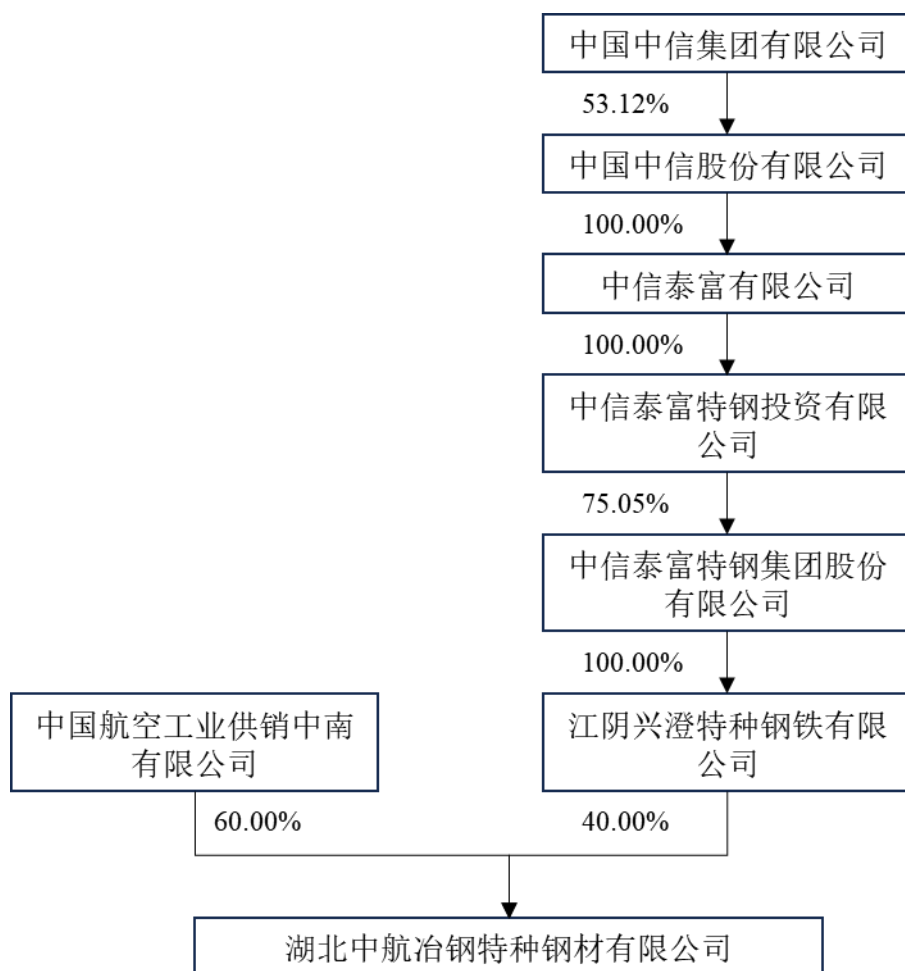 中国中信集团有限公司
53.12%
中国中信股份有限公司
100.00%
中信泰富有限公司
100.00%
中信泰富特钢投资有限
公司
75.05%
中信泰富特钢集团股份
有限公司
100.00%
中国航空工业供销中南
有限公司
江阴兴澄特种钢铁有限
公司
60.00%
40.00%
湖北中航冶钢特种钢材有限公司